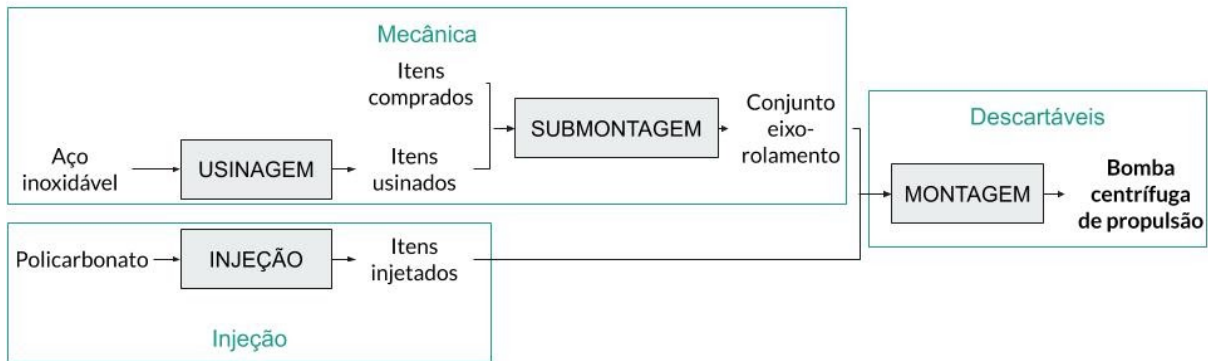 Mecânica
Itens
comprados
SUBMONTAGEM
Conjunto
eixo-
rolamento
Aço
inoxidável
USINAGEM
Itens
usinados
Descartáveis
MONTAGEM
Bomba
centrífuga
de propulsão
Policarbonato
INJEÇÃO
Itens
injetados
Injeção